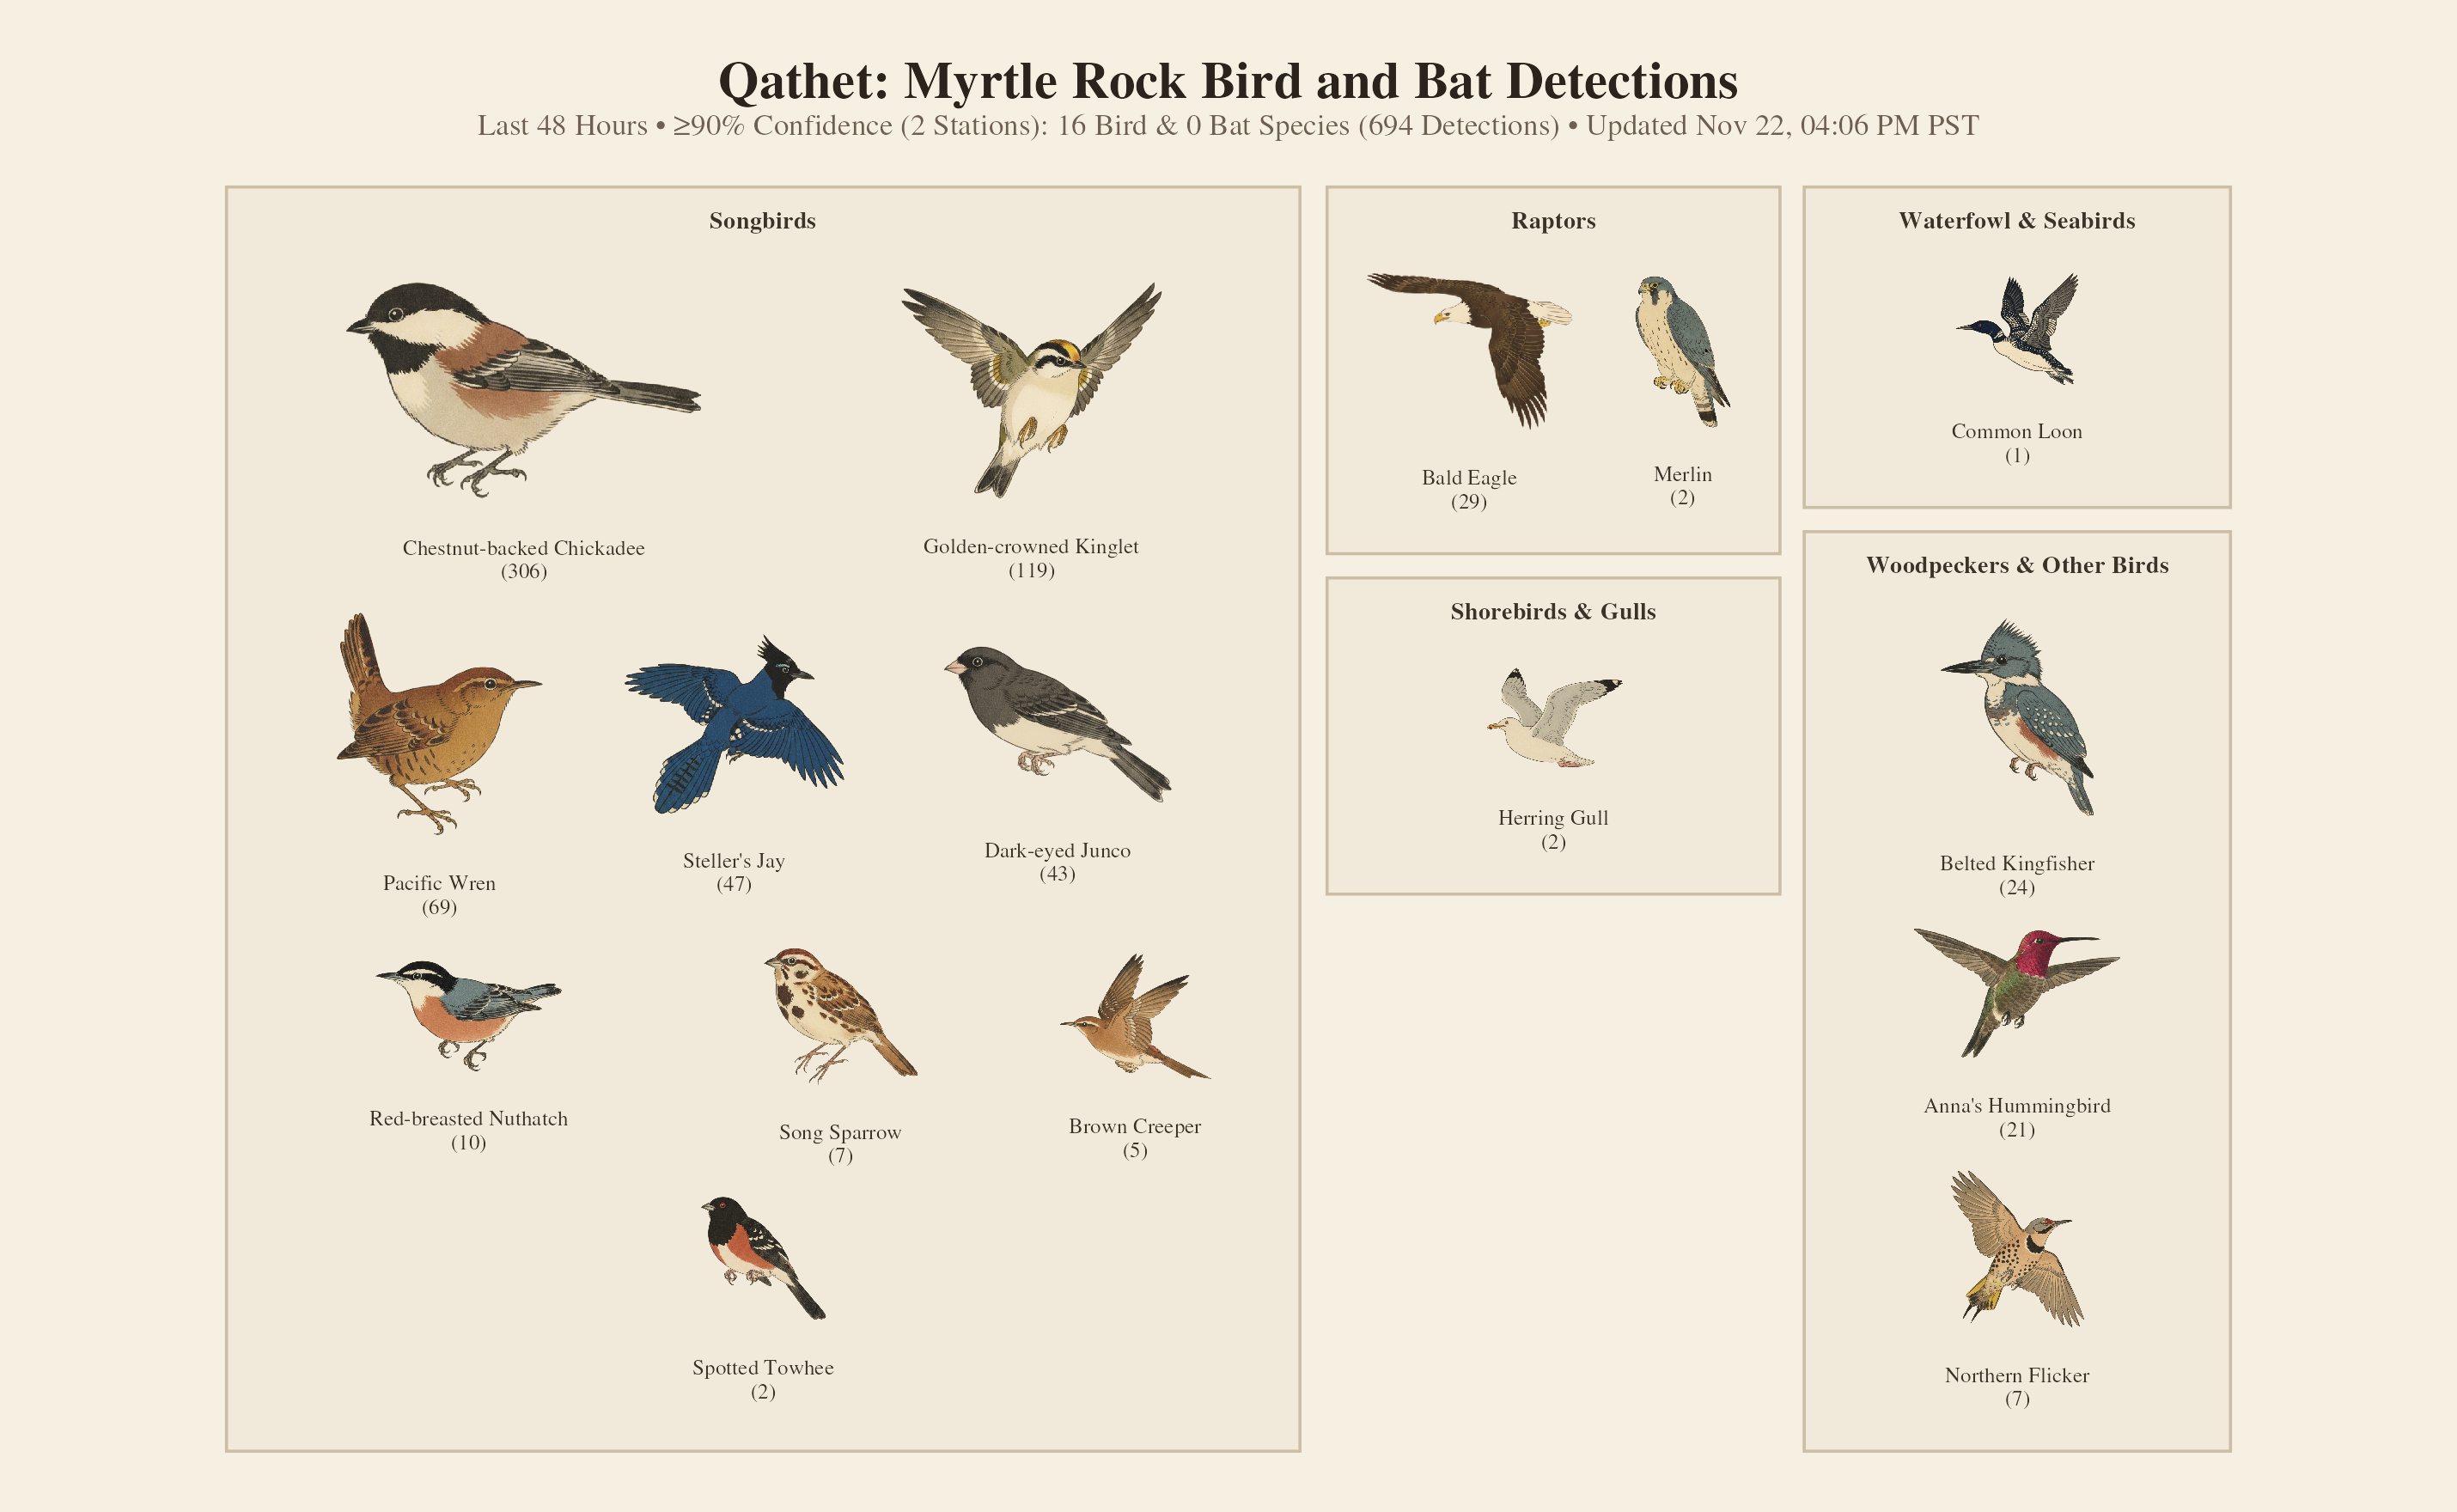 Qathet: Myrtle Rock Bird and Bat Detections
Last 48 Hours • ≥90% Confidence (2 Stations): 16 Bird & 0 Bat Species (694 Detections) • Updated Nov 22, 04:06 PM PST
Songbirds
Chestnut-backed Chickadee
(306)
Golden-crowned Kinglet
(119)
Pacific Wren
(69)
Steller's Jay
(47)
Dark-eyed Junco
(43)
Red-breasted Nuthatch
(10)
Song Sparrow
(7)
Brown Creeper
(5)
Spotted Towhee
(2)
Raptors
Bald Eagle
(29)
Merlin
(2)
Shorebirds & Gulls
Herring Gull
(2)
Waterfowl & Seabirds
Common Loon
(1)
Woodpeckers & Other Birds
Belted Kingfisher
(24)
Anna's Hummingbird
(21)
Northern Flicker
(7)